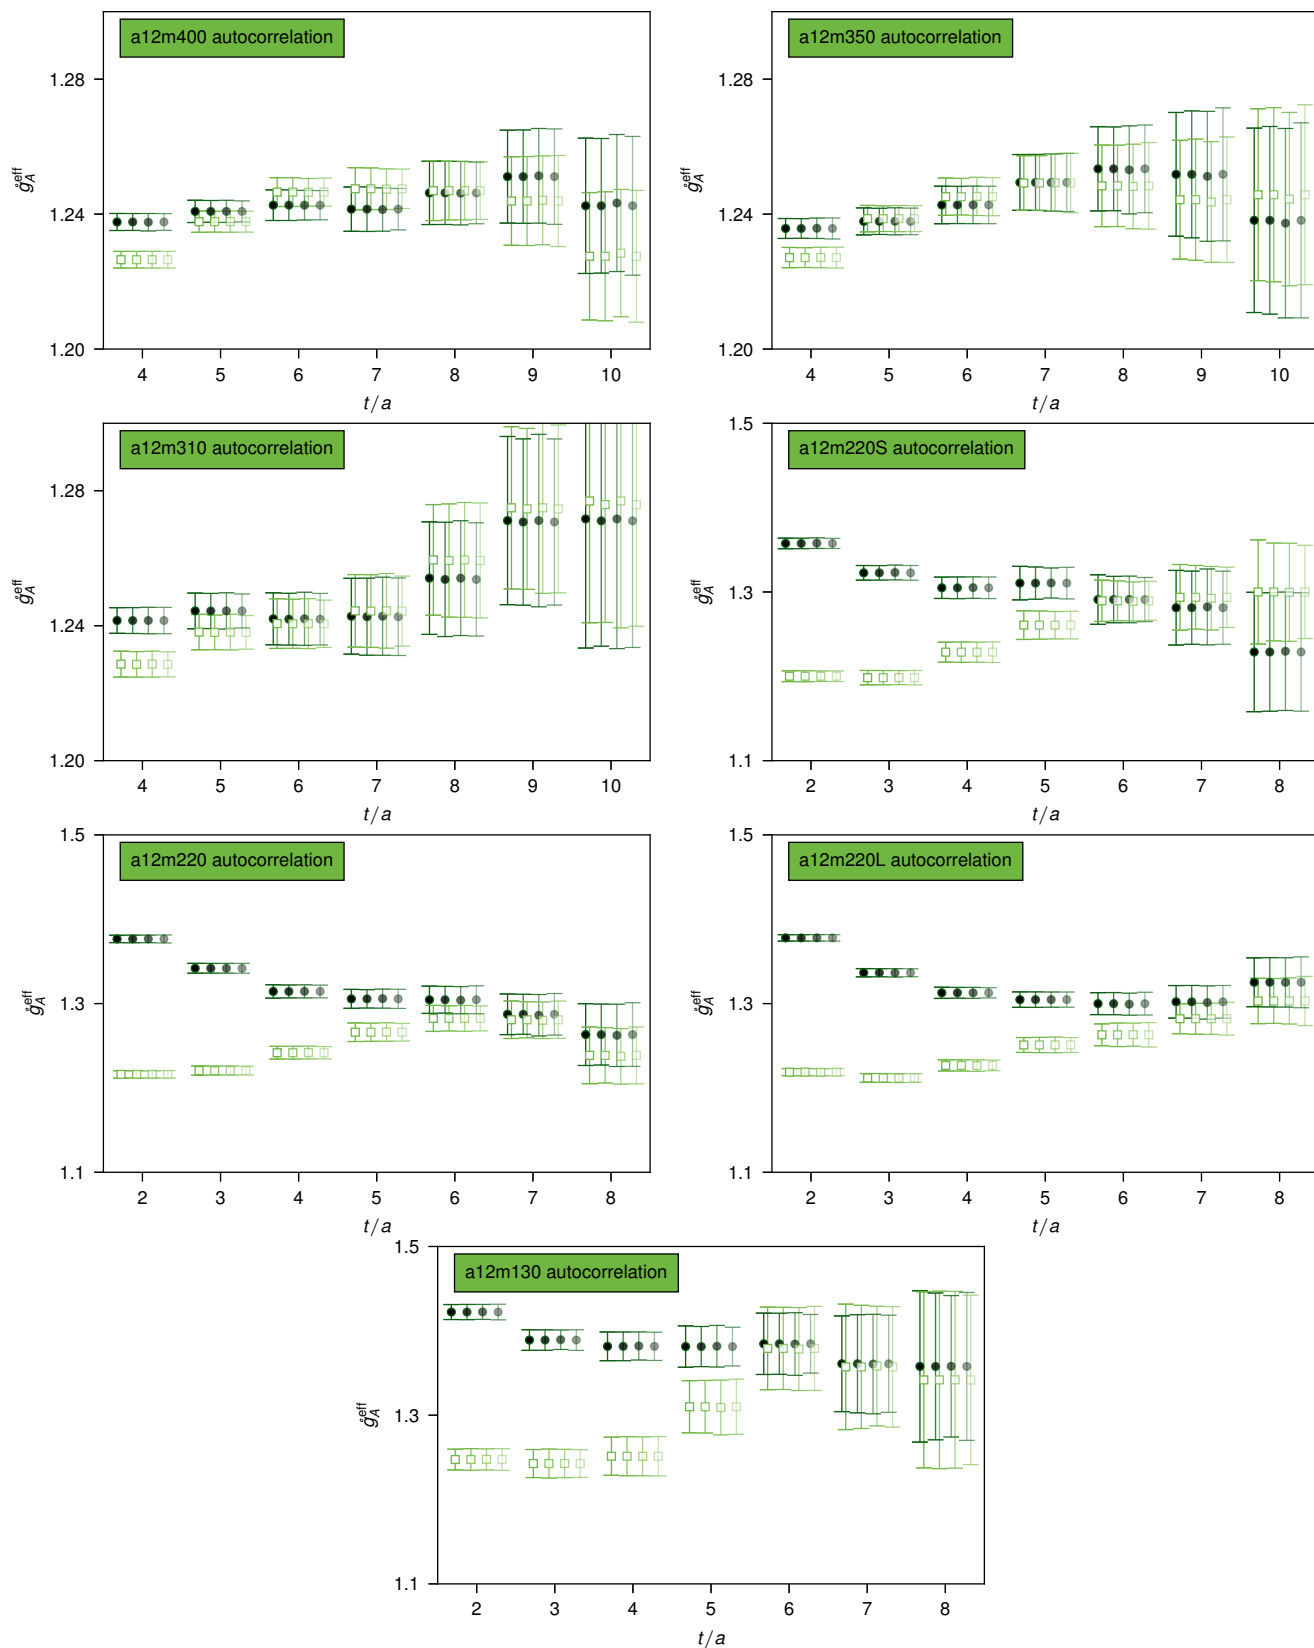 a12m400 autocorrelation
1.28
1.24
1.20
g̊_A^eff
4 5 6 7 8 9 10
t/a
a12m350 autocorrelation
1.28
1.24
1.20
g̊_A^eff
4 5 6 7 8 9 10
t/a
a12m310 autocorrelation
1.28
1.24
1.20
g̊_A^eff
4 5 6 7 8 9 10
t/a
a12m220S autocorrelation
1.5
1.3
1.1
g̊_A^eff
2 3 4 5 6 7 8
t/a
a12m220 autocorrelation
1.5
1.3
1.1
g̊_A^eff
2 3 4 5 6 7 8
t/a
a12m220L autocorrelation
1.5
1.3
1.1
g̊_A^eff
2 3 4 5 6 7 8
t/a
a12m130 autocorrelation
1.5
1.3
1.1
g̊_A^eff
2 3 4 5 6 7 8
t/a